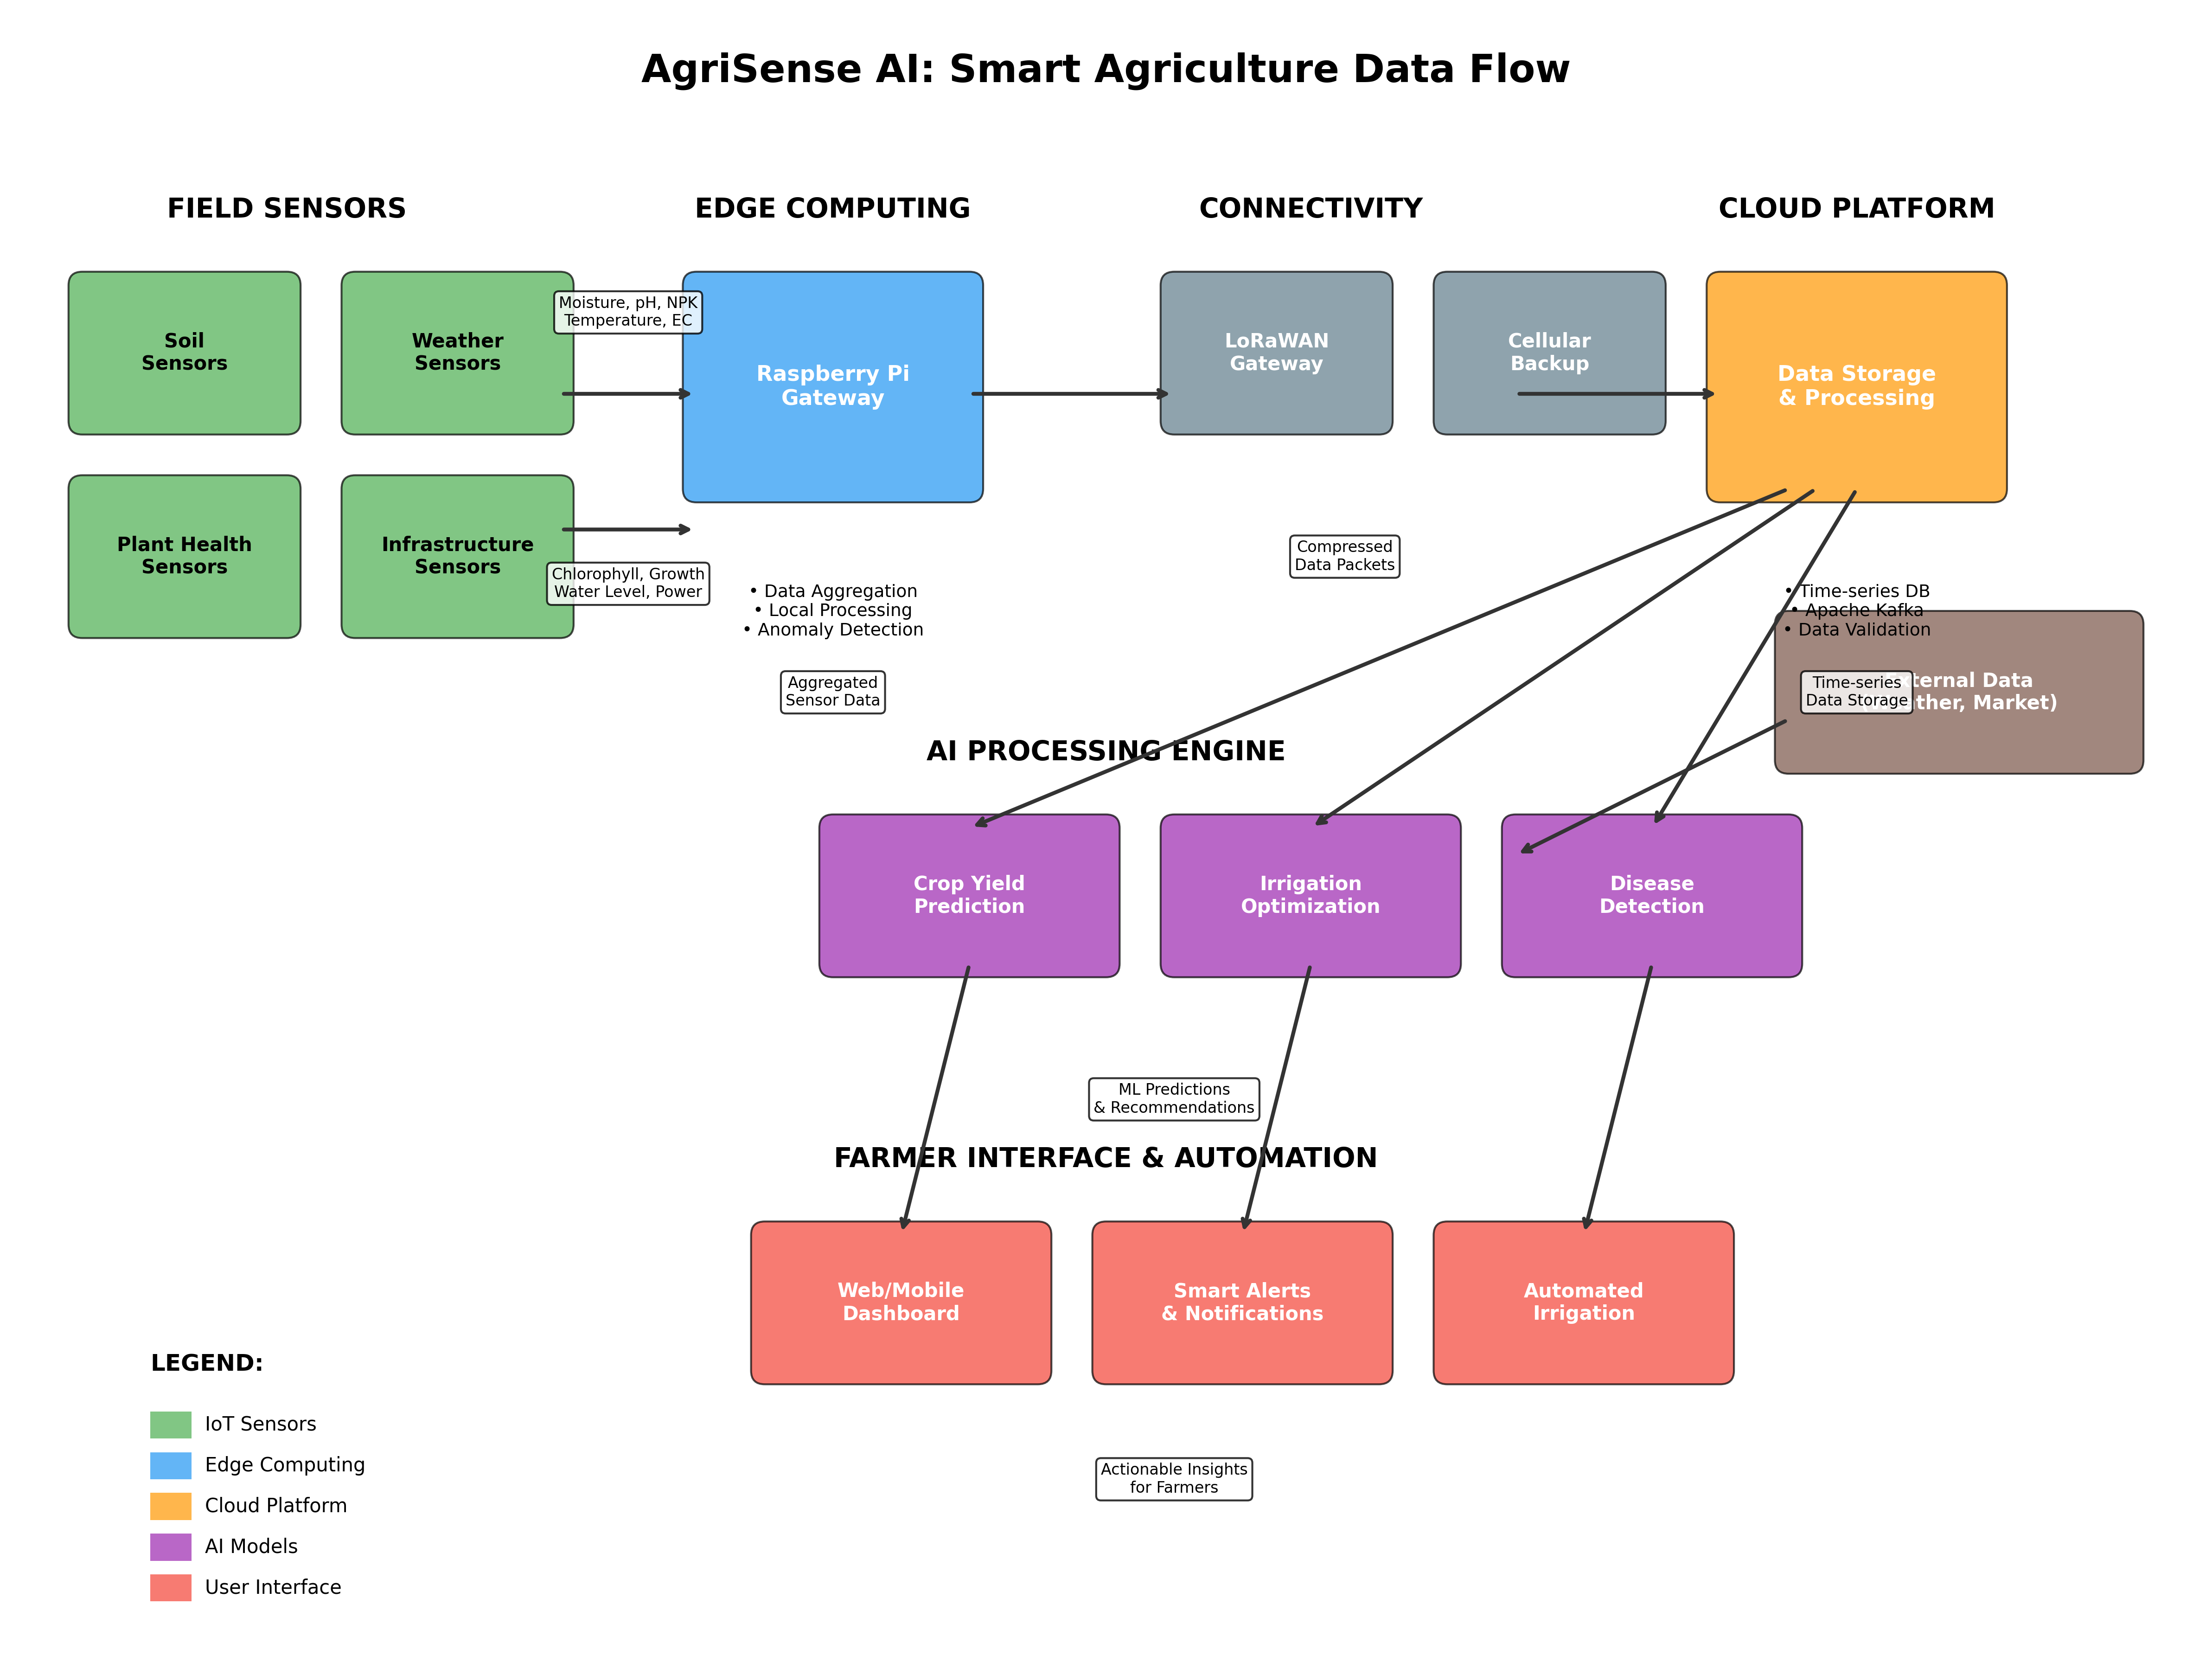 AgriSense AI: Smart Agriculture Data Flow
FIELD SENSORS
EDGE COMPUTING
CONNECTIVITY
CLOUD PLATFORM
Soil
Sensors
Weather
Sensors
Moisture, pH, NPK
Temperature, EC
Raspberry Pi
Gateway
LoRaWAN
Gateway
Cellular
Backup
Data Storage
& Processing
Plant Health
Sensors
Infrastructure
Sensors
Chlorophyll, Growth
Water Level, Power
• Data Aggregation
• Local Processing
• Anomaly Detection
Compressed
Data Packets
• Time-series DB
• Apache Kafka
• Data Validation
Aggregated
Sensor Data
Time-series
Data Storage
Data
Market)
AI PROCESSING ENGINE
Crop Yield
Prediction
Irrigation
Optimization
Disease
Detection
ML Predictions
& Recommendations
FARMER INTERFACE & AUTOMATION
Web/Mobile
Dashboard
Smart Alerts
& Notifications
Automated
Irrigation
Actionable Insights
for Farmers
LEGEND:
IoT Sensors
Edge Computing
Cloud Platform
AI Models
User Interface